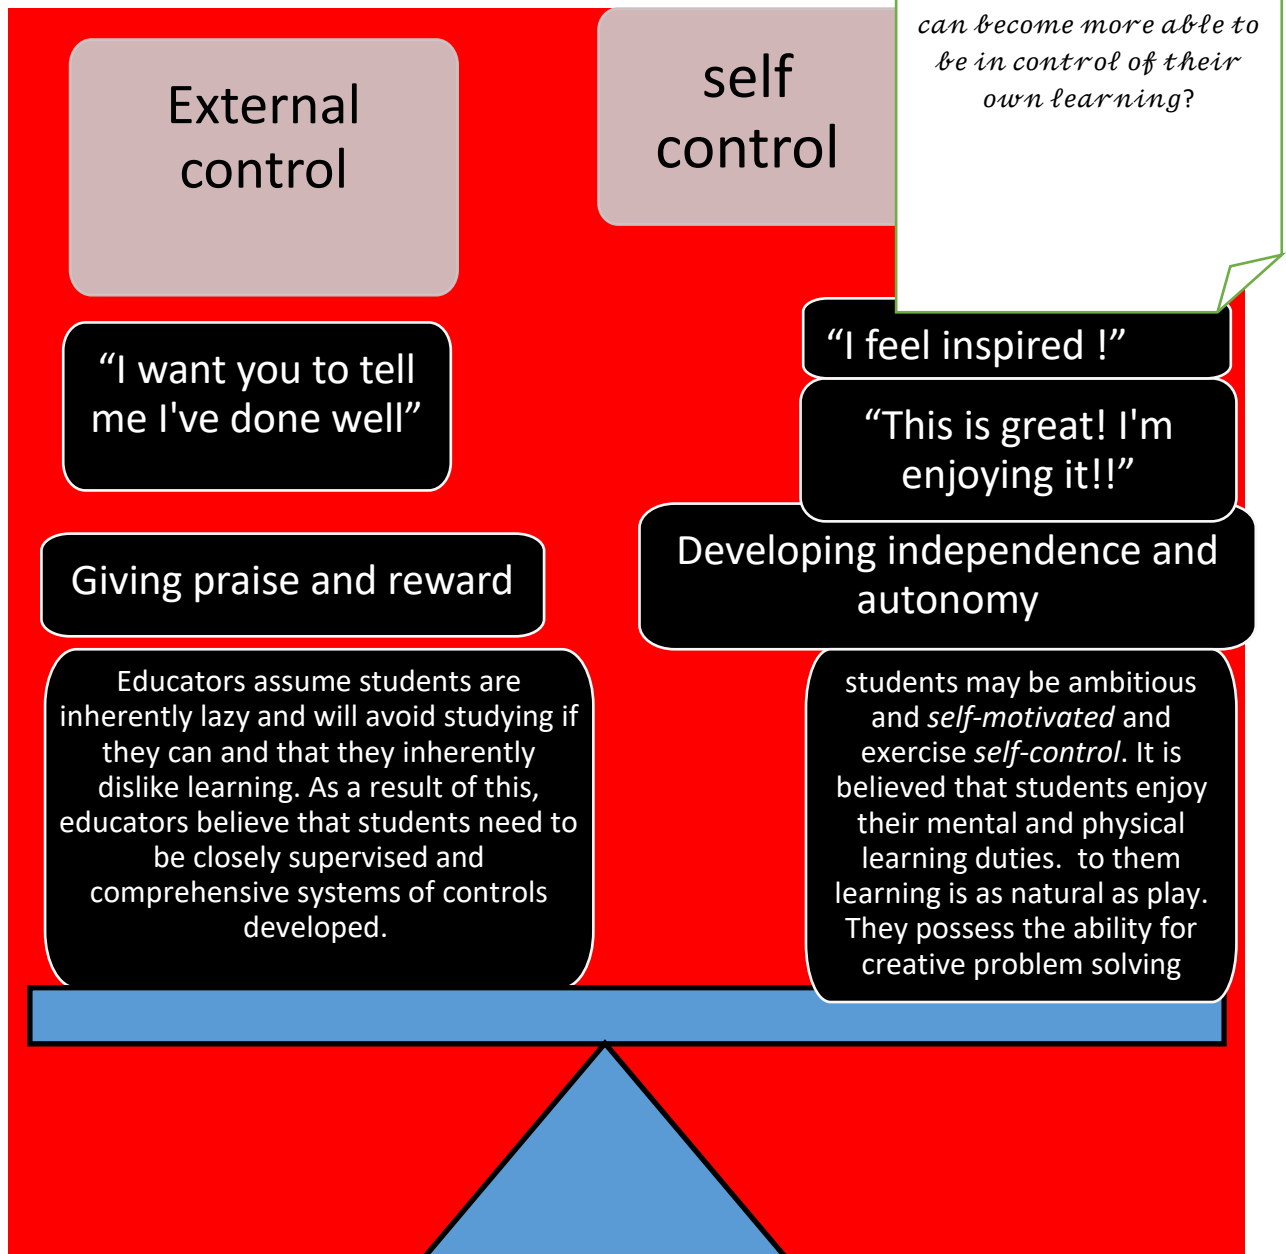 External
control
self
control
can become more able to
be in control of their
own learning?
“I want you to tell
me I've done well”
Giving praise and reward
Educators assume students are
inherently lazy and will avoid studying if
they can and that they inherently
dislike learning. As a result of this,
educators believe that students need to
be closely supervised and
comprehensive systems of controls
developed.
“I feel inspired !”
“This is great! I'm
enjoying it!!”
Developing independence and
autonomy
students may be ambitious
and self-motivated and
exercise self-control. It is
believed that students enjoy
their mental and physical
learning duties.  to them
learning is as natural as play.
They possess the ability for
creative problem solving